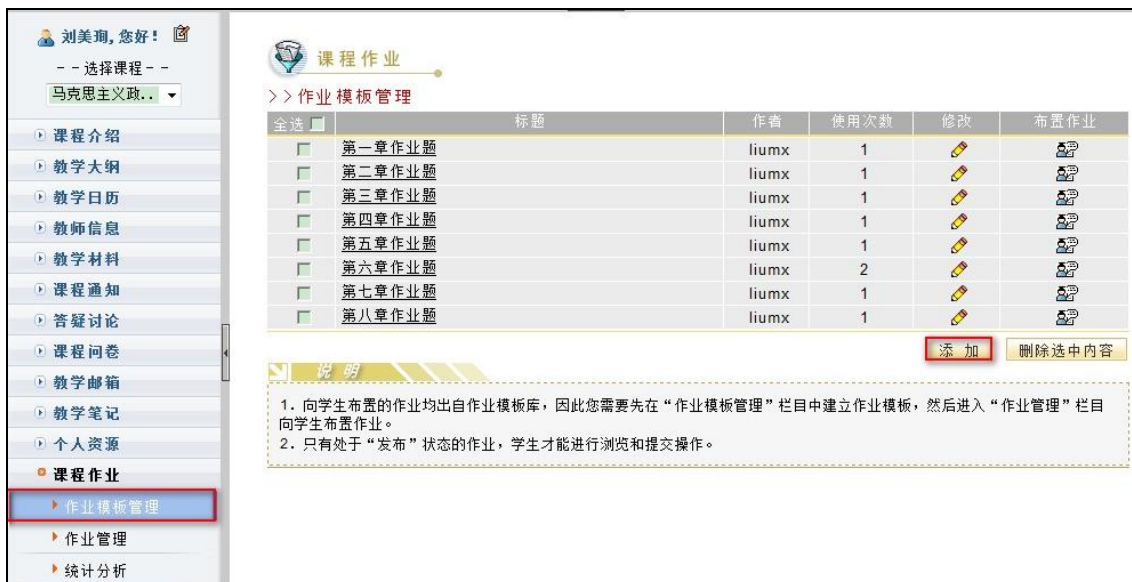 刘美珣,您好!
- - 选择课程 - -
马克思主义政..
课程介绍
教学大纲
教学日历
教师信息
教学材料
课程通知
答疑讨论
课程问卷
教学邮箱
教学笔记
个人资源
课程作业
作业模板管理
作业管理
统计分析
课程作业
>>作业模板管理
全选 标题 作者 使用次数 修改 布置作业
第一章作业题 liumx 1
第二章作业题 liumx 1
第三章作业题 liumx 1
第四章作业题 liumx 1
第五章作业题 liumx 1
第六章作业题 liumx 2
第七章作业题 liumx 1
第八章作业题 liumx 1
添 加 删除选中内容
说 明
1. 向学生布置的作业均出自作业模板库,因此您需要先在“作业模板管理”栏目中建立作业模板,然后进入“作业管理”栏目
向学生布置作业。
2. 只有处于“发布”状态的作业,学生才能进行浏览和提交操作。